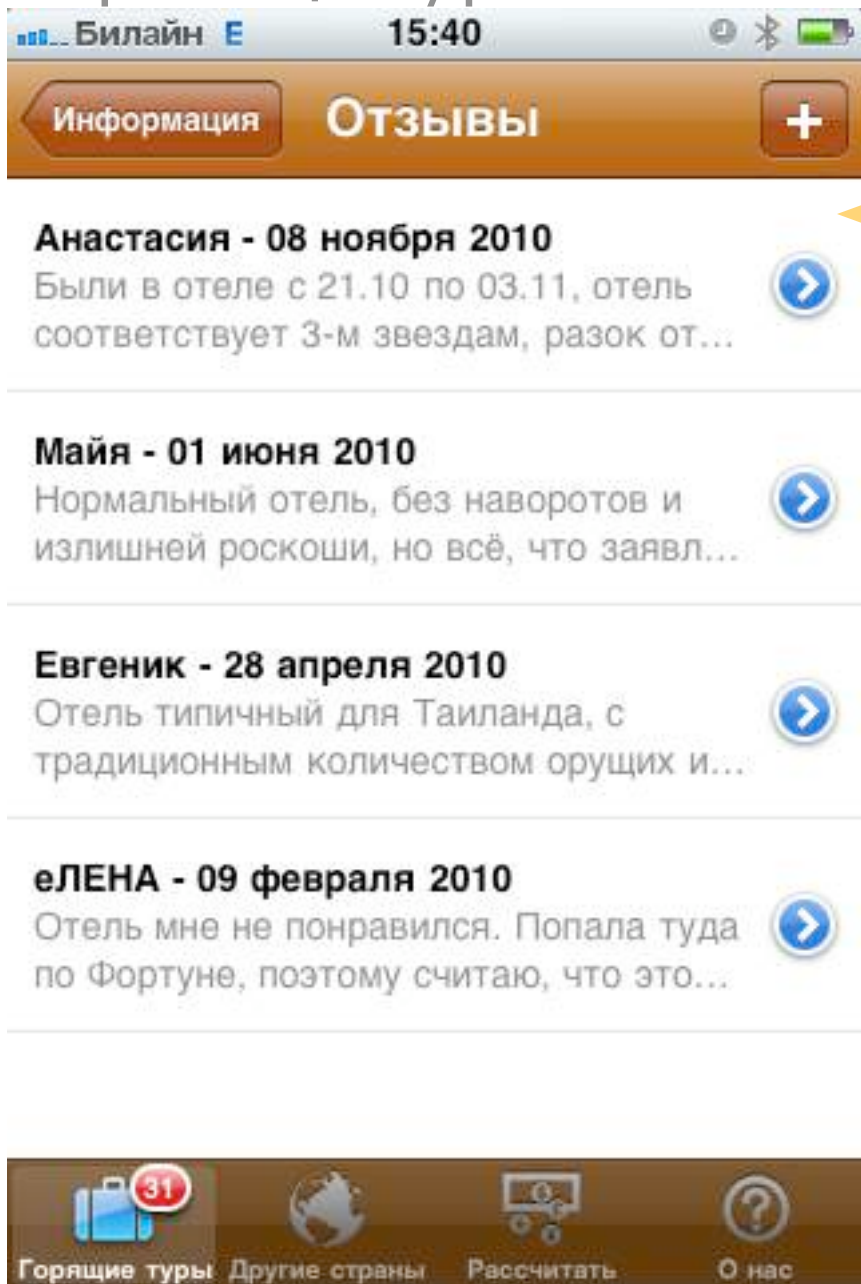 Билайн E 15:40
Информация Отзывы +
Анастасия - 08 ноября 2010
Были в отеле с 21.10 по 03.11, отель
соответствует 3-м звездам, разок от...
Майя - 01 июня 2010
Нормальный отель, без наворотов и
излишней роскоши, но всё, что заявл...
Евгеник - 28 апреля 2010
Отель типичный для Таиланда, с
традиционным количеством орущих и...
еЛЕНА - 09 февраля 2010
Отель мне не понравился. Попала туда
по Фортуне, поэтому считаю, что это...
31
Горящие туры Другие страны Рассчитать О нас